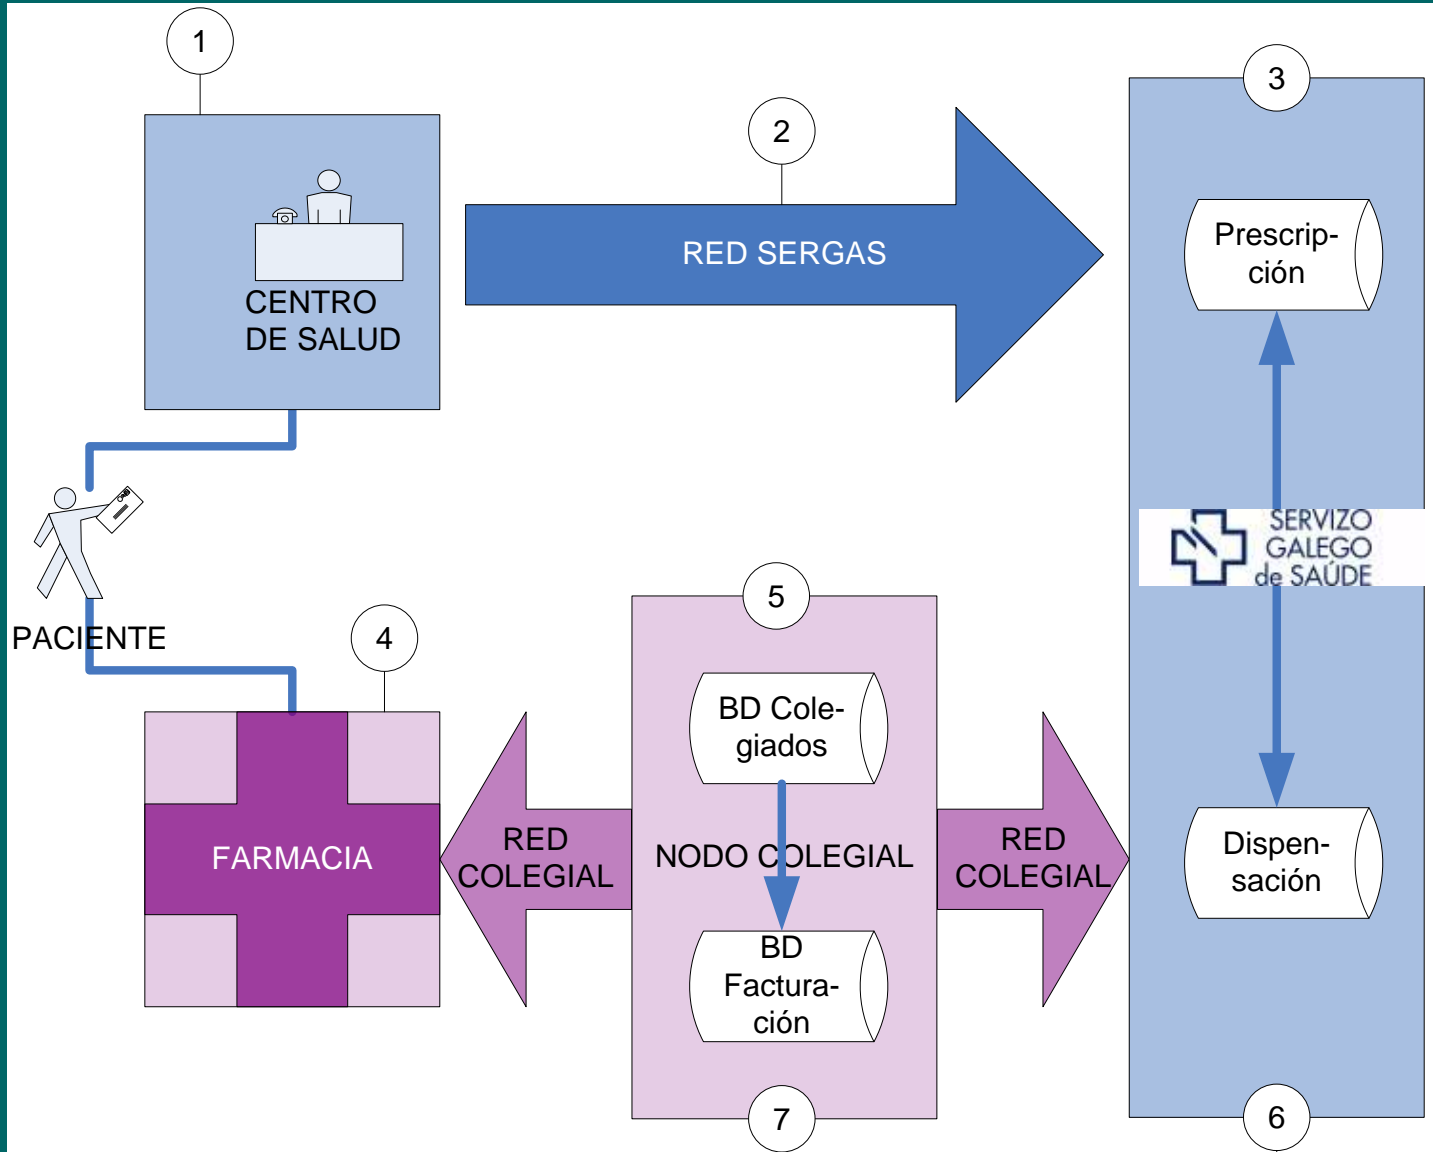 1
2
3
RED SERGAS
Prescrip-
ción
CENTRO
DE SALUD
SERVIZO
GALEGO
de SAÚDE
PACIENTE
4
5
BD Cole-
giados
FARMACIA
RED
COLEGIAL
NODO COLEGIAL
RED
COLEGIAL
Dispen-
sación
BD
Factura-
ción
7
6